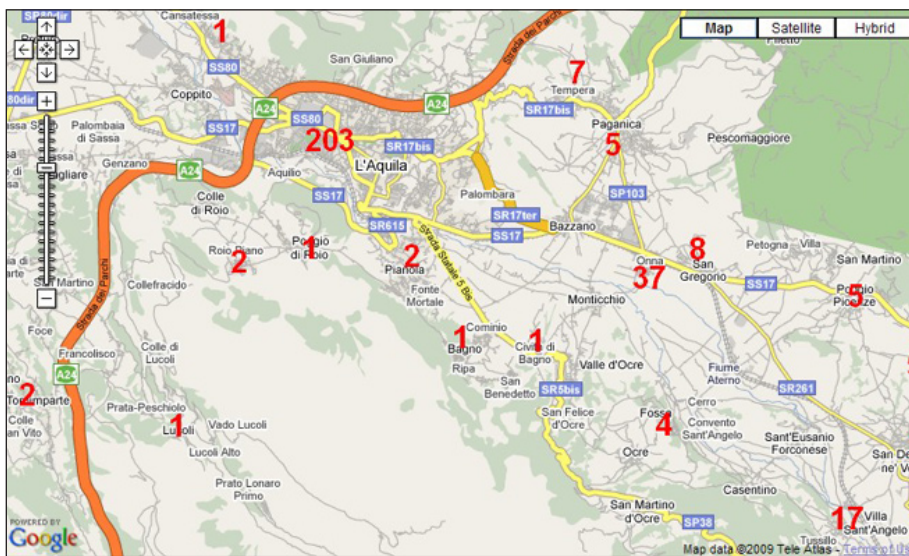 Cansatessa
SR80dir
1
Map
Satellite
Hybrid
SS80
San Giuliano
Strada dei Parchi
7
Tempera
Coppito
A24
A24
80dir
SS17
SS80
SR17bis
Paganica
Palombaia
di Sassa
203
SR17bis
5
Pescomaggiore
Genzano
L'Aquila
A24
Aquilio
Colle
di Roio
SS17
Palombara
SP103
SR17ter
SR615
Bazzano
SS17
Strada Statale 5 Bis
Petogna
Villa
Roio Piano
2
Poggio
di Roio
1
2
Pianola
Onna
37
8
San
Gregorio
San Martino
SS17
San Martino
Collefracido
Fonte
Mortale
Monticchio
Poggio
Picenze
5
Strada dei Parchi
Foce
Francolisco
Colle di
Lucoli
Cominio
1
Bagno
1
Civita di
Bagno
Ripa
Valle d'Ocre
Fiume
Aterno
A24
2
Tornimparte
San
Benedetto
SR5bis
SR261
Colle
San Vito
Prata-Peschiolo
1
Lucoli
Vado Lucoli
San Felice
d'Ocre
Fossa
4
Cerro
Convento
Sant'Angelo
Sant'Eusanio
Forconese
Lucoli Alto
Ocre
Prato Lonaro
Primo
Casentino
San Martino
d'Ocre
SP38
17
Villa
Sant'Angelo
Tussillo
POWERED BY
Google
Map data ©2009 Tele Atlas - Terms of Us